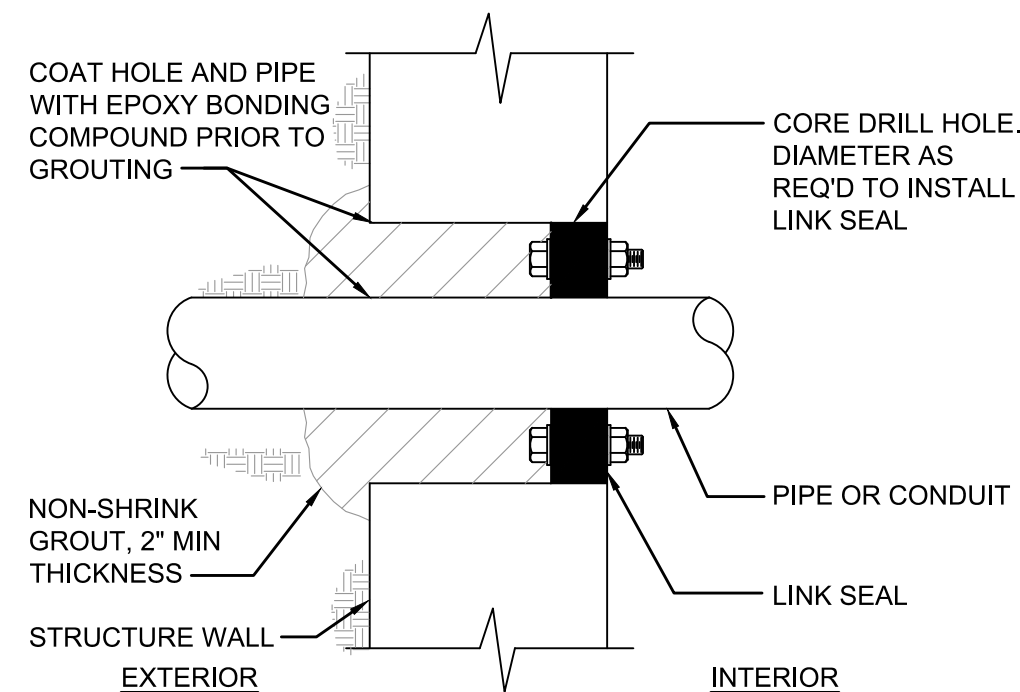 COAT HOLE AND PIPE
WITH EPOXY BONDING
COMPOUND PRIOR TO
GROUTING
CORE DRILL HOLE.
DIAMETER AS
REQ'D TO INSTALL
LINK SEAL
NON-SHRINK
GROUT, 2" MIN
THICKNESS
PIPE OR CONDUIT
LINK SEAL
STRUCTURE WALL
EXTERIOR
INTERIOR